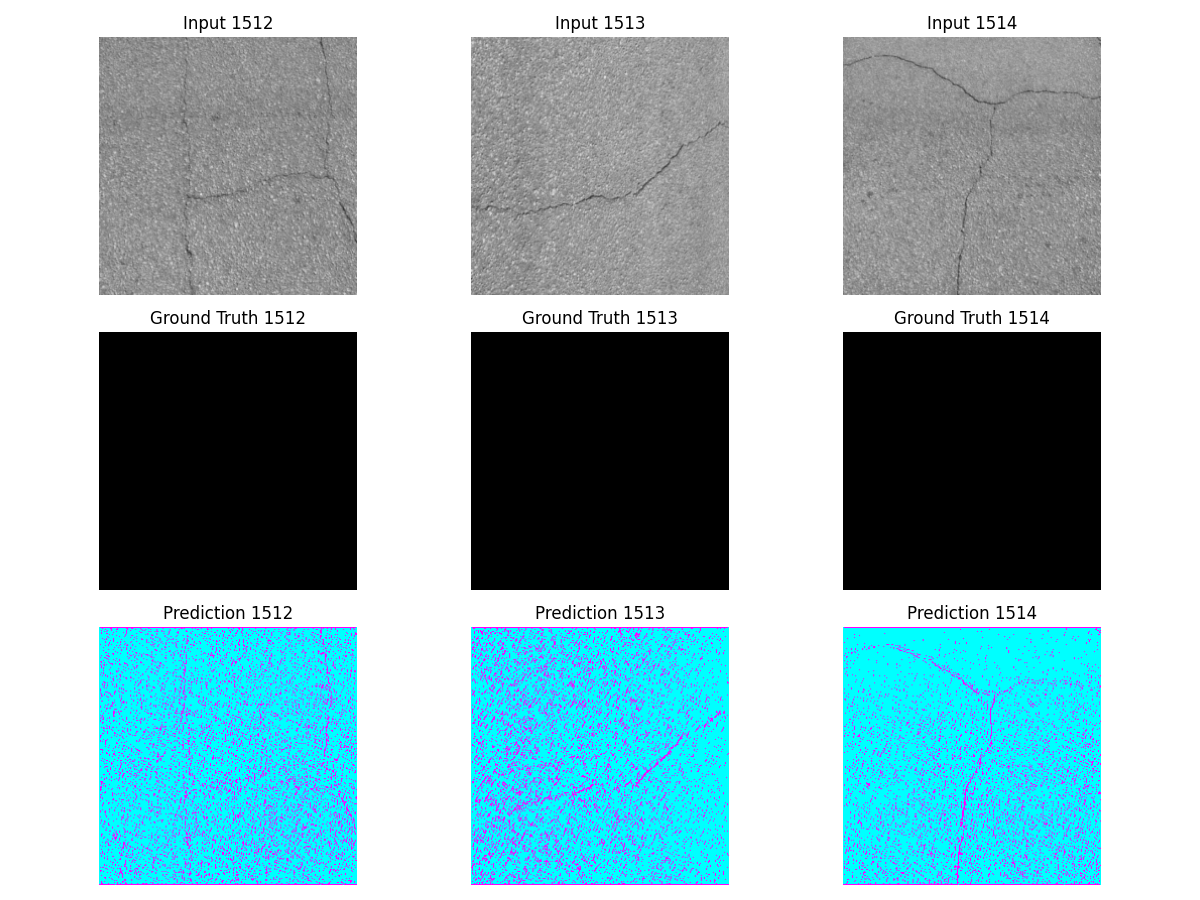 Input 1512
Input 1513
Input 1514
Ground Truth 1512
Ground Truth 1513
Ground Truth 1514
Prediction 1512
Prediction 1513
Prediction 1514